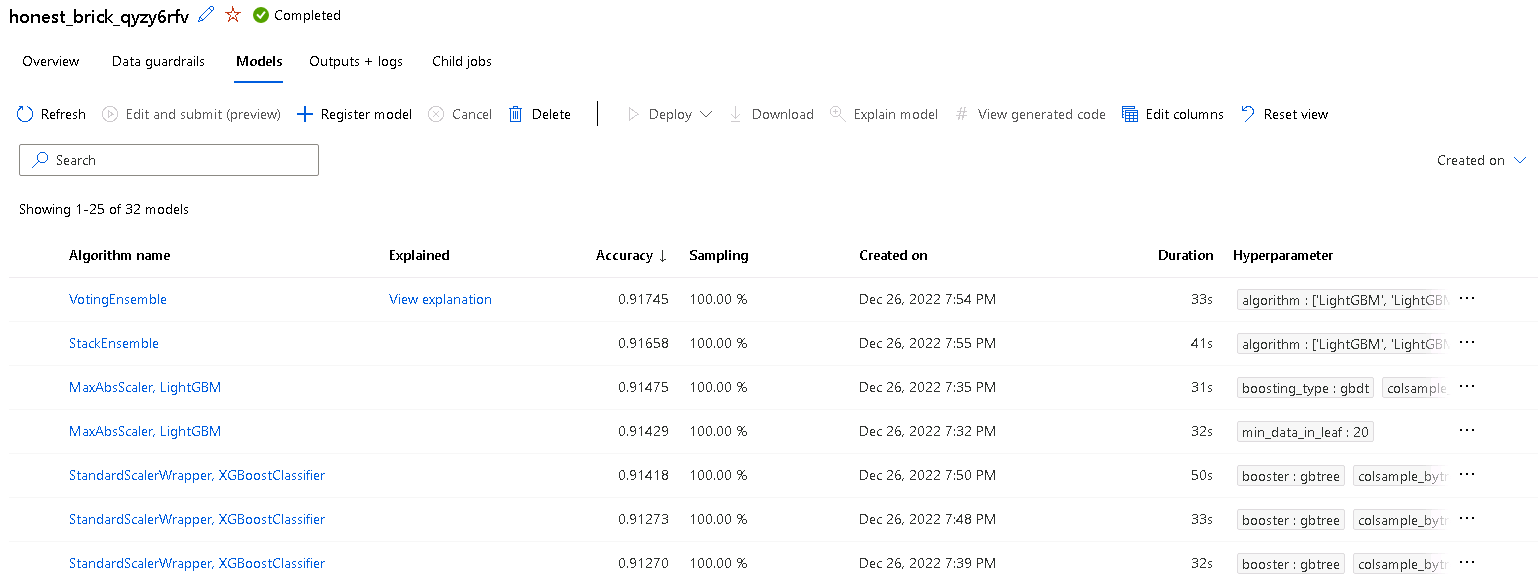 honest_brick_qyzy6rfv Completed
Overview Data guardrails Models Outputs + logs Child jobs
Refresh Edit and submit (preview) Register model Cancel Delete Deploy Download Explain model # View generated code Edit columns Reset view
Search Created on
Showing 1-25 of 32 models
Algorithm name Explained Accuracy ↓ Sampling Created on Duration Hyperparameter
VotingEnsemble View explanation 0.91745 100.00 % Dec 26, 2022 7:54 PM 33s algorithm : ['LightGBM', 'LightGBM ...
StackEnsemble 0.91658 100.00 % Dec 26, 2022 7:55 PM 41s algorithm : ['LightGBM', 'LightGBM ...
MaxAbsScaler, LightGBM 0.91475 100.00 % Dec 26, 2022 7:35 PM 31s boosting_type : gbdt colsample_ ...
MaxAbsScaler, LightGBM 0.91429 100.00 % Dec 26, 2022 7:32 PM 32s min_data_in_leaf : 20 ...
StandardScalerWrapper, XGBoostClassifier 0.91418 100.00 % Dec 26, 2022 7:50 PM 50s booster : gbtree colsample_bytr ...
StandardScalerWrapper, XGBoostClassifier 0.91273 100.00 % Dec 26, 2022 7:48 PM 33s booster : gbtree colsample_bytr ...
StandardScalerWrapper, XGBoostClassifier 0.91270 100.00 % Dec 26, 2022 7:39 PM 32s booster : gbtree colsample_bytr ...